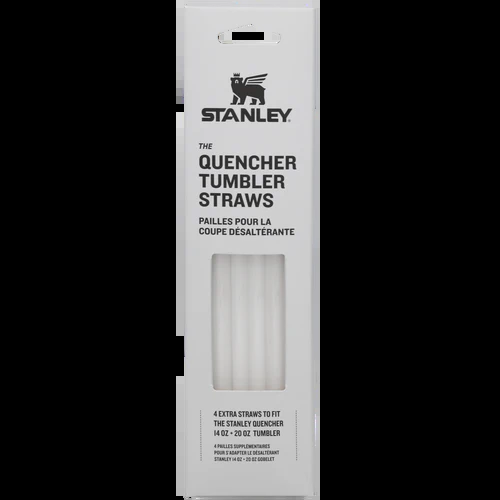 STANLEY®
THE
QUENCHER
TUMBLER
STRAWS
PAILLES POUR LA
COUPE DÉSALTÉRANTE
4 EXTRA STRAWS TO FIT
THE STANLEY QUENCHER
14 OZ • 20 OZ TUMBLER
4 PAILLES SUPPLÉMENTAIRES
POUR S'ADAPTER LE DÉSALTÉRANT
STANLEY 14 OZ • 20 OZ GOBELET